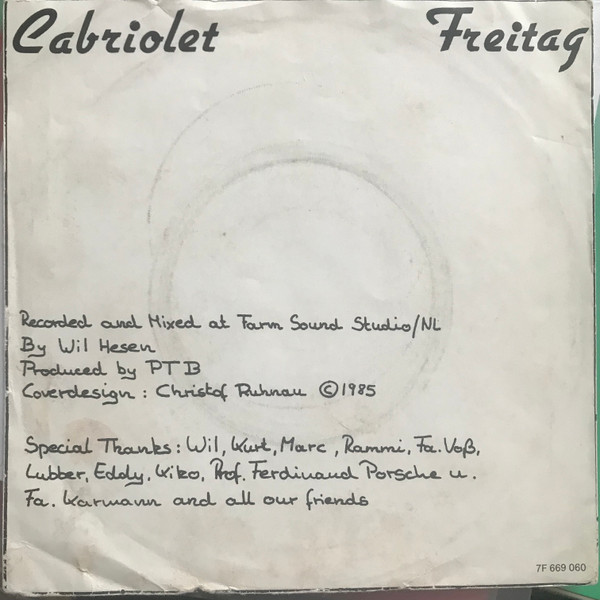 Cabriolet Freitag
Recorded and Mixed at Farm Sound Studio/NL
By Wil Hesen
Produced by PTB
Coverdesign : Christof Ruhnau ©1985
Special Thanks: Wil, Kurt, Marc, Rammi, Fa. Voß,
Lubber, Eddy, Kiko, Prof. Ferdinand Porsche u.
Fa. Karmann and all our friends
7F 669 060